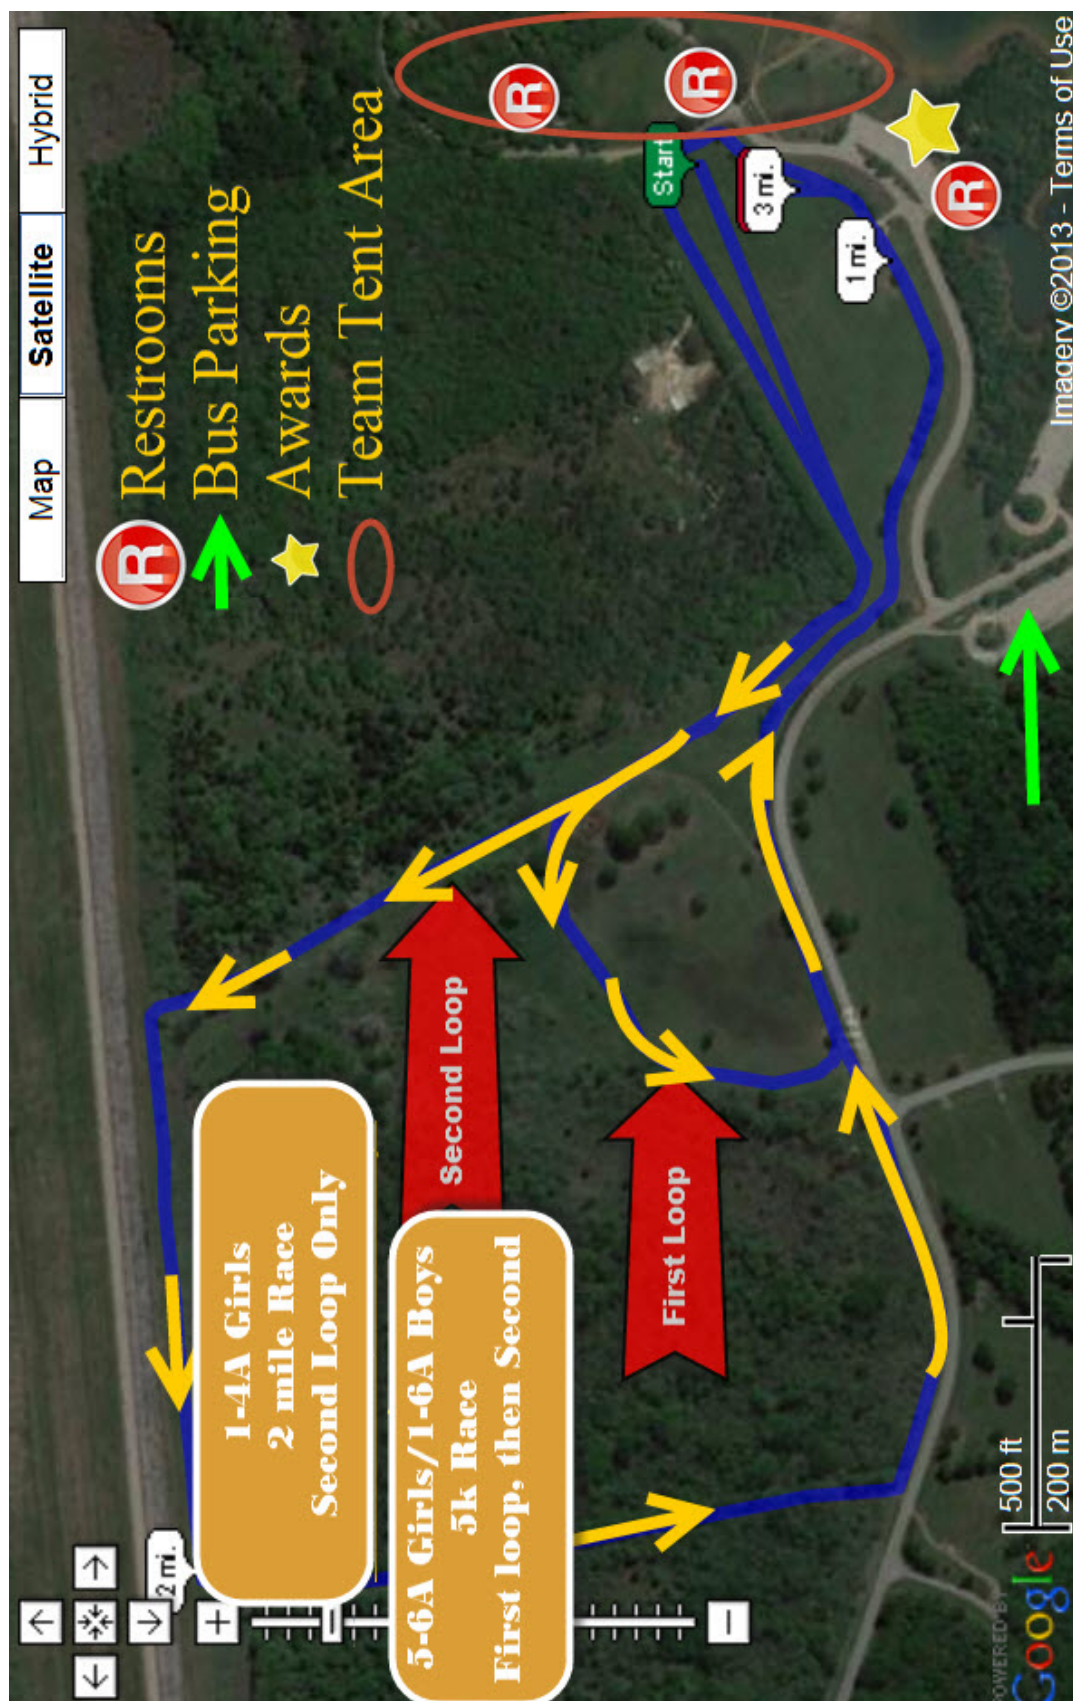 Map
Satellite
Hybrid
R
Restrooms
Bus Parking
Awards
Team Tent Area
R
R
Start
3 mi.
1 mi.
R
2 mi.
1-4A Girls
2 mile Race
Second Loop Only
Second Loop
5-6A Girls/1-6A Boys
5k Race
First loop, then Second
First Loop
500 ft
200 m
POWERED BY
Google
Imagery ©2013 - Terms of Use